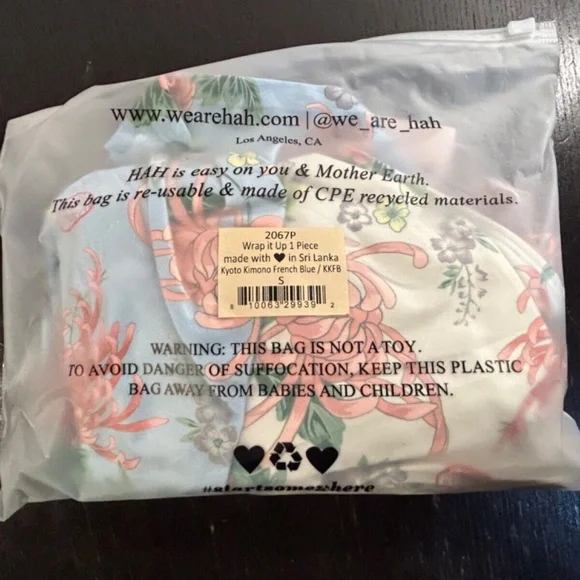 www.wearehah.com | @we_are_hah
Los Angeles, CA
HAH is easy on you & Mother Earth.
This bag is re-usable & made of CPE recycled materials.
2067P
Wrap it Up 1 Piece
made with ♥ in Sri Lanka
Kyoto Kimono French Blue / KKFB
S
8 10063 29939 2
WARNING: THIS BAG IS NOT A TOY.
TO AVOID DANGER OF SUFFOCATION, KEEP THIS PLASTIC
BAG AWAY FROM BABIES AND CHILDREN.
#startsomewhere